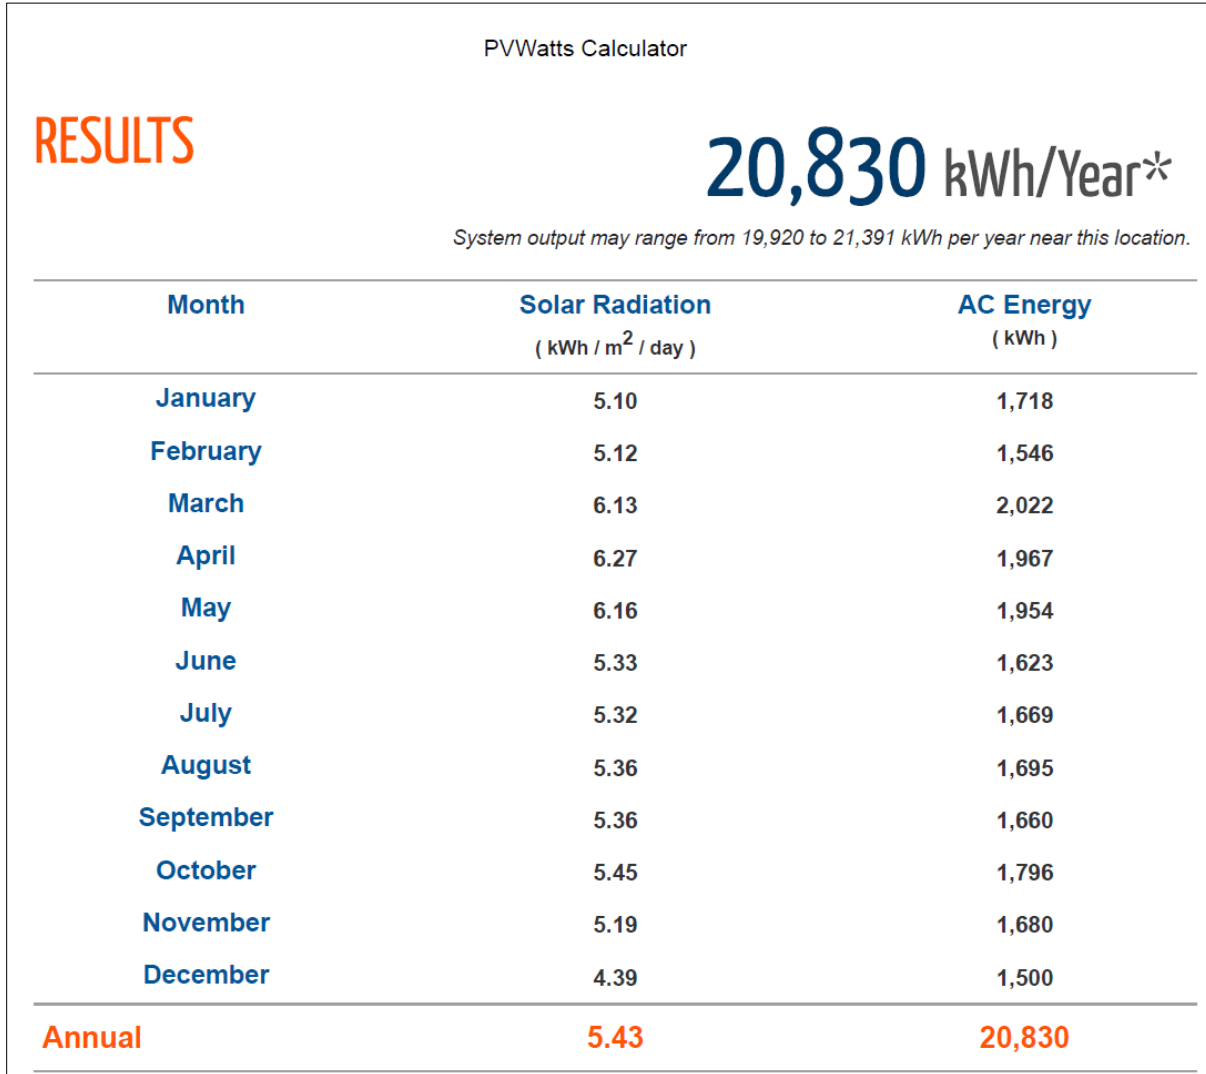 PVWatts Calculator
RESULTS
20,830 kWh/Year*
System output may range from 19,920 to 21,391 kWh per year near this location.
Month Solar Radiation AC Energy
( kWh / m2 / day ) ( kWh )
January 5.10 1,718
February 5.12 1,546
March 6.13 2,022
April 6.27 1,967
May 6.16 1,954
June 5.33 1,623
July 5.32 1,669
August 5.36 1,695
September 5.36 1,660
October 5.45 1,796
November 5.19 1,680
December 4.39 1,500
Annual 5.43 20,830